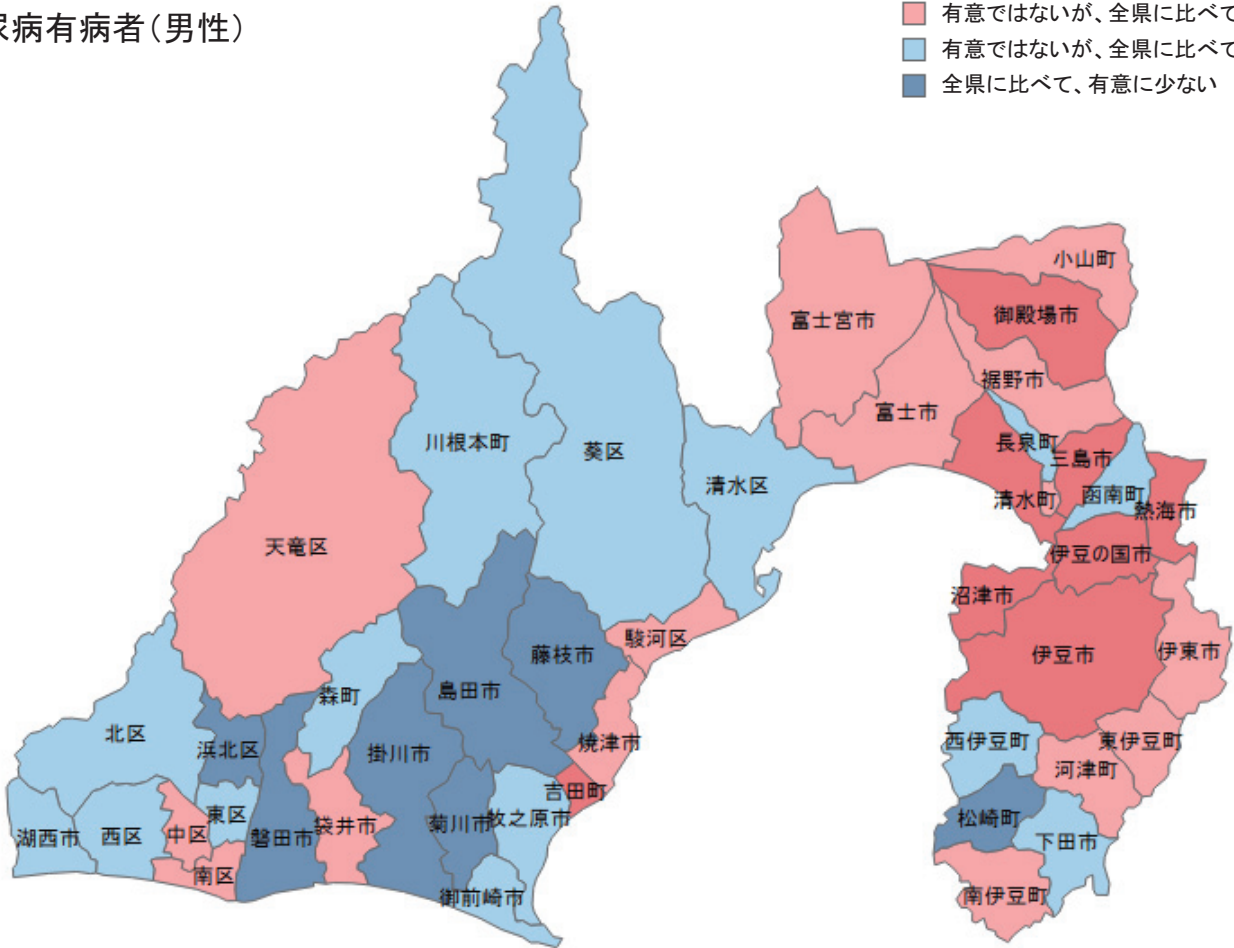 尿病有病者(男性)
有意ではないが、全県に比べて
有意ではないが、全県に比べて
全県に比べて、有意に少ない
小山町
御殿場市
富士宮市
裾野市
富士市
長泉町
三島市
川根本町
葵区
清水区
清水町
函南町
熱海市
天竜区
伊豆の国市
沼津市
駿河区
藤枝市
伊豆市
伊東市
島田市
森町
北区
浜北区
掛川市
焼津市
西伊豆町
東伊豆町
河津町
吉田町
湖西市
西区
中区
東区
磐田市
袋井市
菊川市
牧之原市
松崎町
下田市
南区
御前崎市
南伊豆町